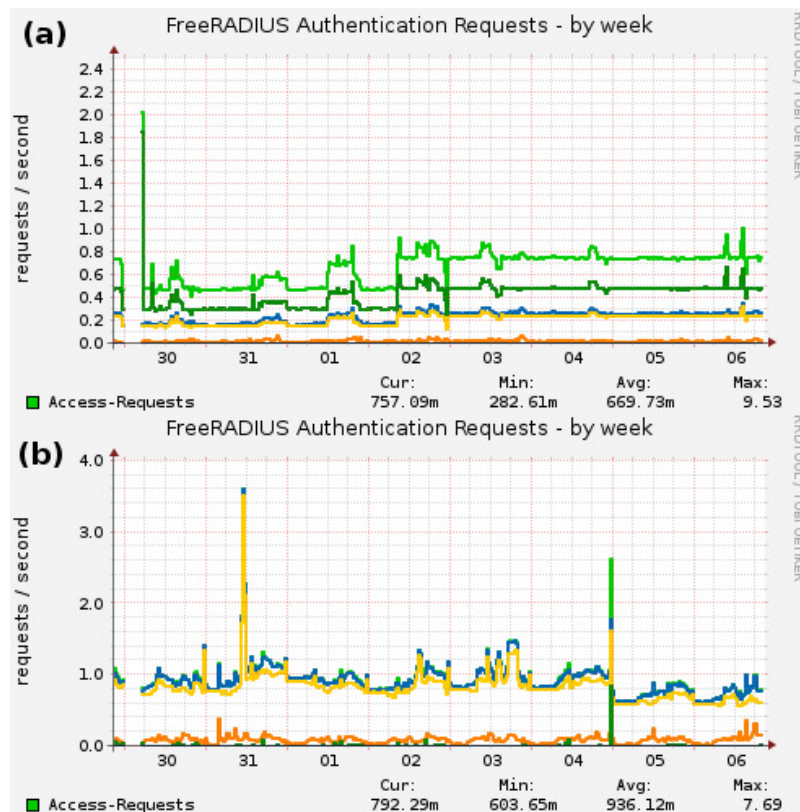 (a) FreeRADIUS Authentication Requests - by week
requests / second
2.4
2.2
2.0
1.8
1.6
1.4
1.2
1.0
0.8
0.6
0.4
0.2
0.0
30 31 01 02 03 04 05 06
Cur: Min: Avg: Max:
Access-Requests 757.09m 282.61m 669.73m 9.53
(b) FreeRADIUS Authentication Requests - by week
requests / second
4.0
3.0
2.0
1.0
0.0
30 31 01 02 03 04 05 06
Cur: Min: Avg: Max:
Access-Requests 792.29m 603.65m 936.12m 7.69